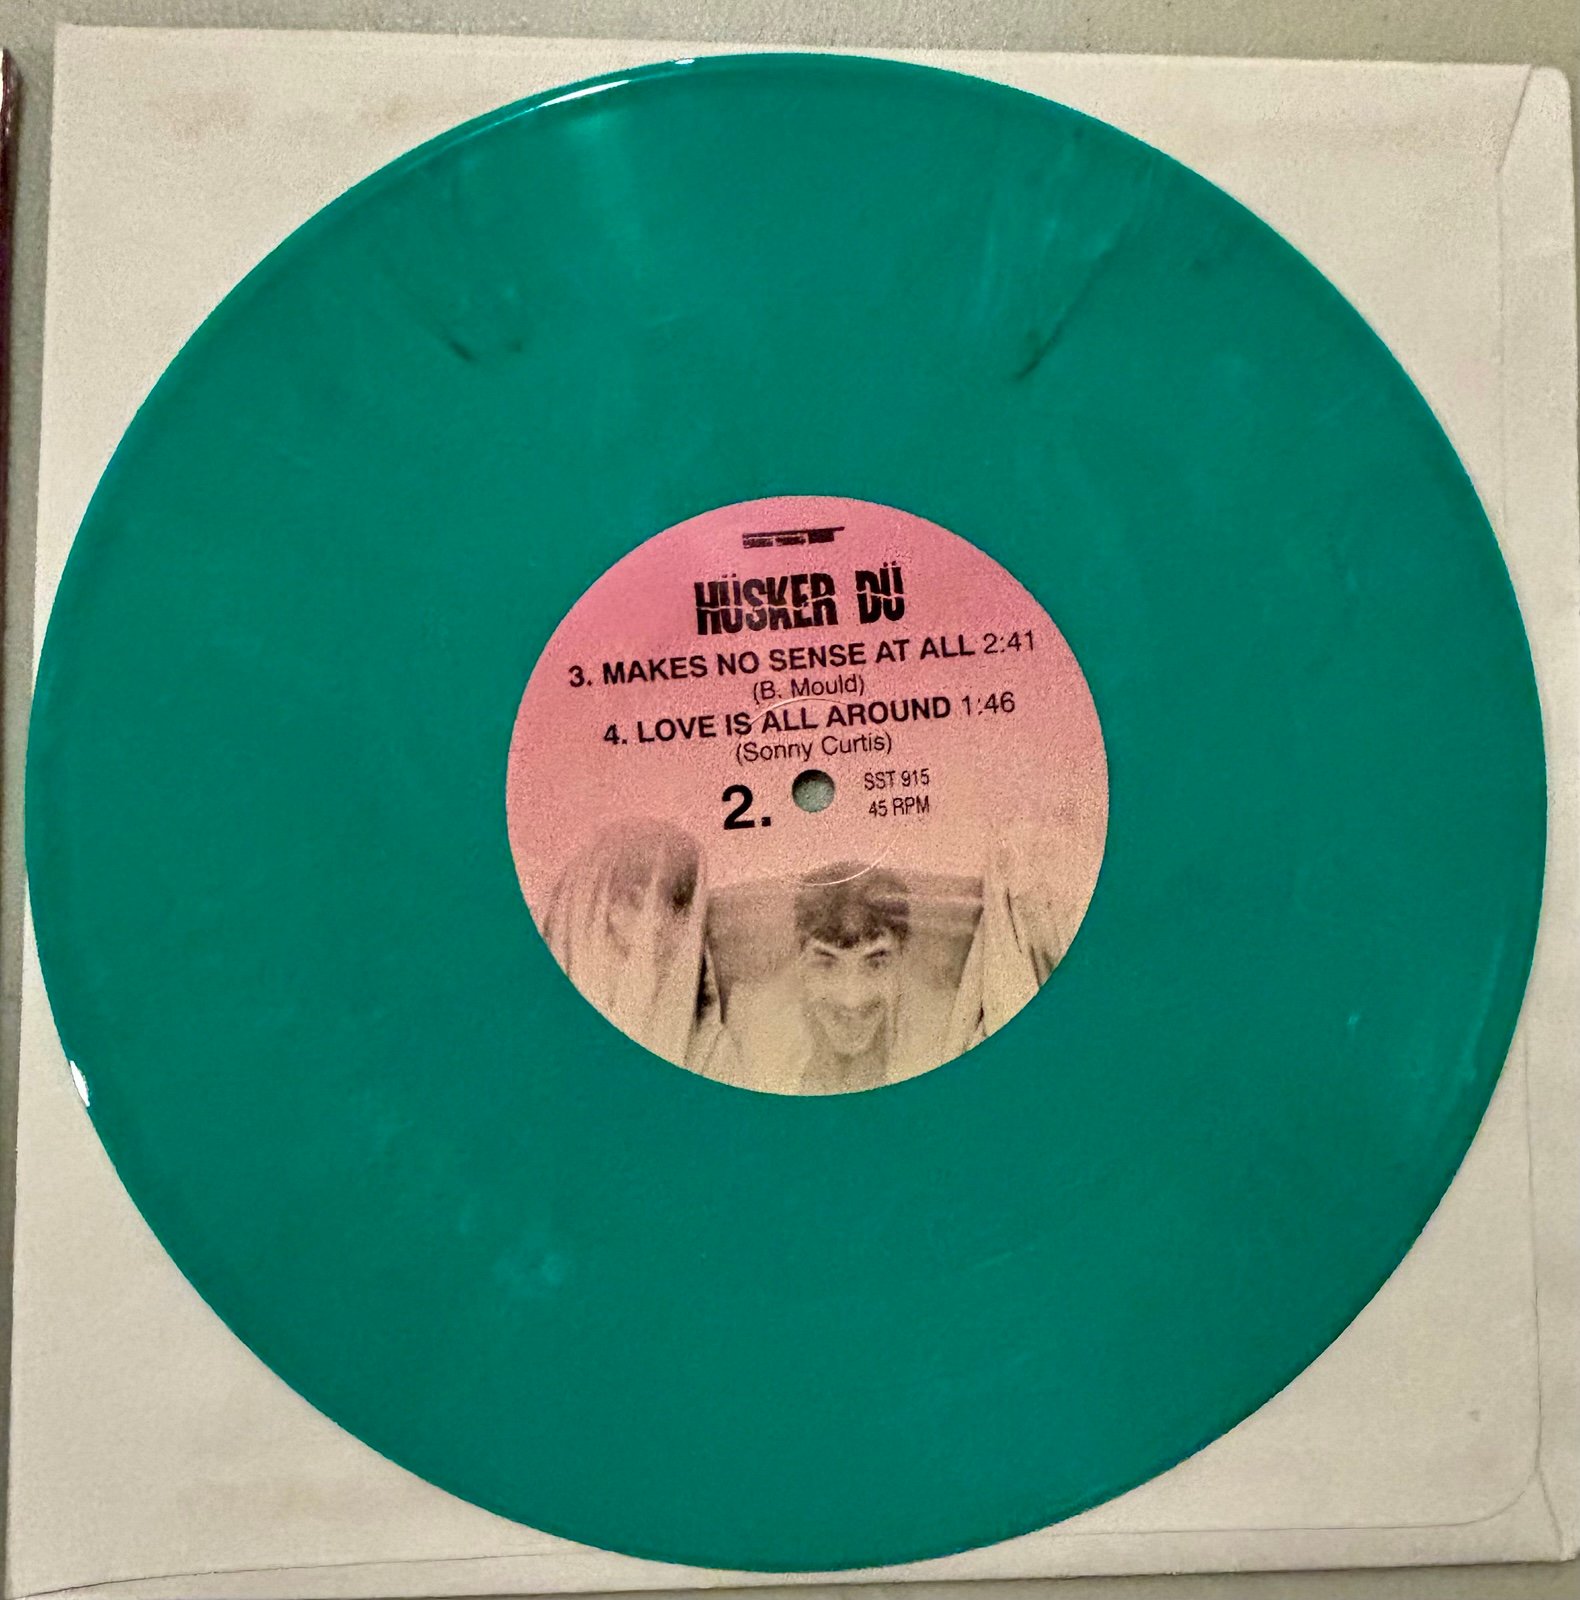 HÜSKER DÜ
3. MAKES NO SENSE AT ALL 2:41
(B. Mould)
4. LOVE IS ALL AROUND 1:46
(Sonny Curtis)
2.
SST 915
45 RPM